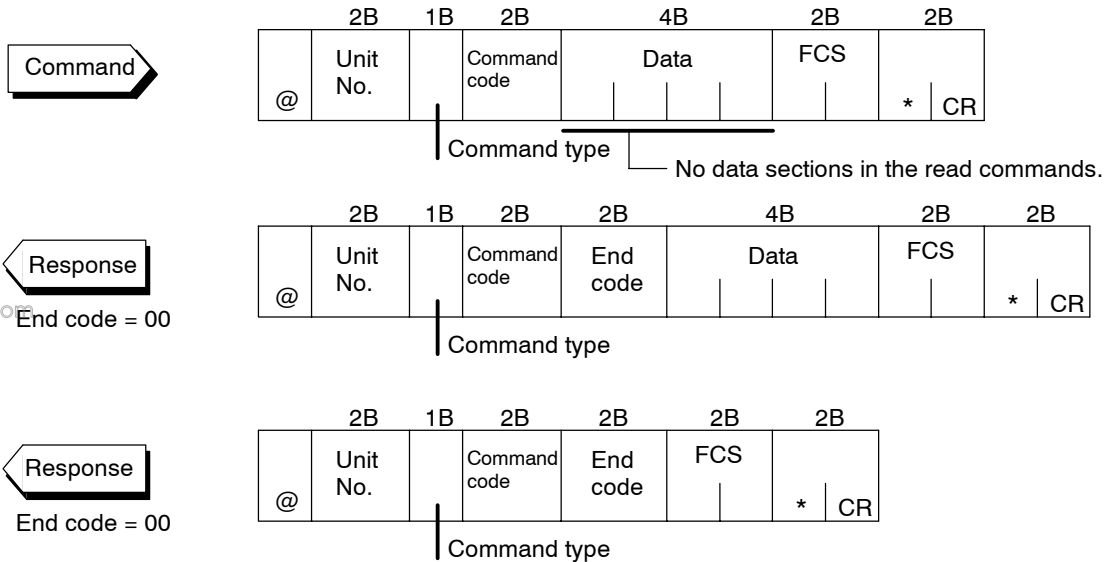 2B 1B 2B 4B 2B 2B
Command
@ Unit No. Command code Data FCS * CR
Command type
No data sections in the read commands.
2B 1B 2B 2B 4B 2B 2B
Response
@ Unit No. Command code End code Data FCS * CR
om
End code = 00
Command type
2B 1B 2B 2B 2B 2B
Response
@ Unit No. Command code End code FCS * CR
End code = 00
Command type